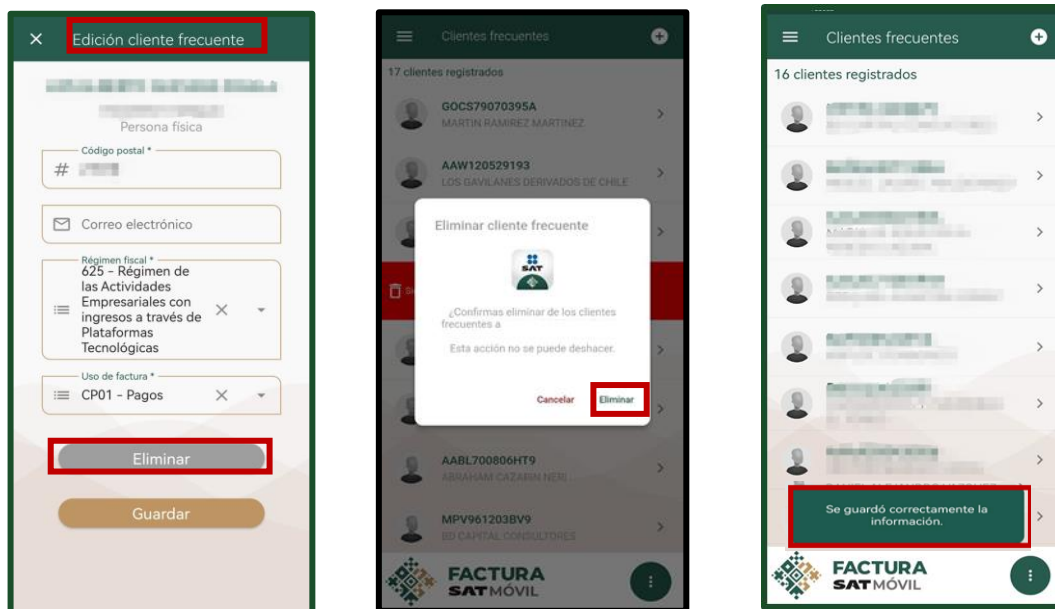 Edición cliente frecuente
Persona física
Código postal *
#
Correo electrónico
Régimen fiscal *
625 - Régimen de
las Actividades
Empresariales con
ingresos a través de
Plataformas
Tecnológicas
Uso de factura *
CP01 - Pagos
Eliminar
Guardar
Clientes frecuentes
17 clientes registrados
GOCS79070395A
MARTIN RAMIREZ MARTINEZ
AAW120529193
LOS GAVILANES DERIVADOS DE CHILE
Eliminar cliente frecuente
SAT
¿Confirmas eliminar de los clientes
frecuentes a
Esta acción no se puede deshacer.
Cancelar Eliminar
AABL700806HT9
ABRAHAM CAZARIN NERI
MPV961203BV9
BD CAPITAL CONSULTORES
FACTURA
SAT MÓVIL
Clientes frecuentes
16 clientes registrados
Se guardó correctamente la
información.
FACTURA
SAT MÓVIL